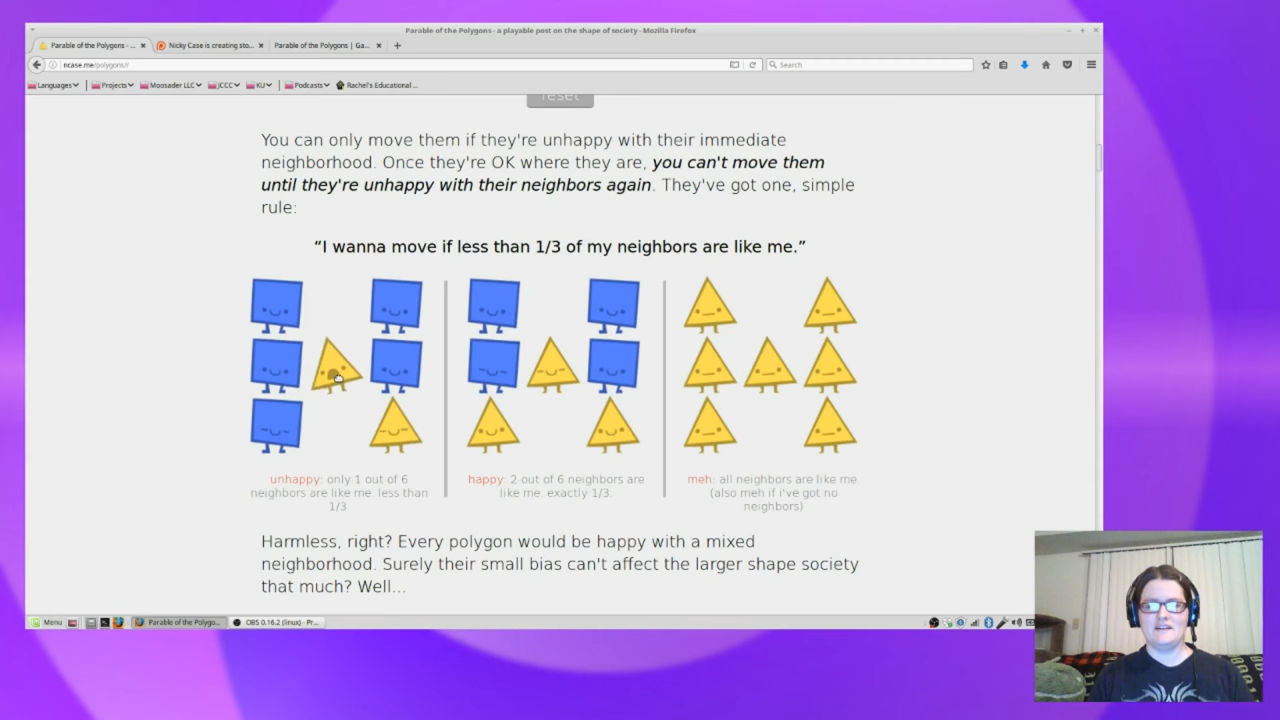 Parable of the Polygons - a playable post on the shape of society - Mozilla Firefox
Parable of the Polygons - ... Nicky Case is creating sto... Parable of the Polygons | Ga...
ncase.me/polygons/ Search
Languages Projects Moosader LLC JCCC KU Podcasts Rachel's Educational ...
reset
You can only move them if they're unhappy with their immediate
neighborhood. Once they're OK where they are, you can't move them
until they're unhappy with their neighbors again. They've got one, simple
rule:
“I wanna move if less than 1/3 of my neighbors are like me.”
unhappy: only 1 out of 6
neighbors are like me. less than
1/3.
happy: 2 out of 6 neighbors are
like me. exactly 1/3.
meh: all neighbors are like me.
(also meh if i've got no
neighbors)
Harmless, right? Every polygon would be happy with a mixed
neighborhood. Surely their small bias can't affect the larger shape society
that much? Well...
Menu Parable of the Polygo... OBS 0.16.2 (linux) - Pr...